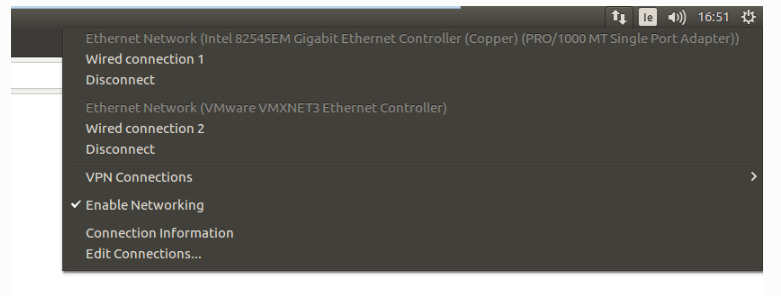 Ie 16:51
Ethernet Network (Intel 82545EM Gigabit Ethernet Controller (Copper) (PRO/1000 MT Single Port Adapter))
Wired connection 1
Disconnect
Ethernet Network (VMware VMXNET3 Ethernet Controller)
Wired connection 2
Disconnect
VPN Connections
Enable Networking
Connection Information
Edit Connections...